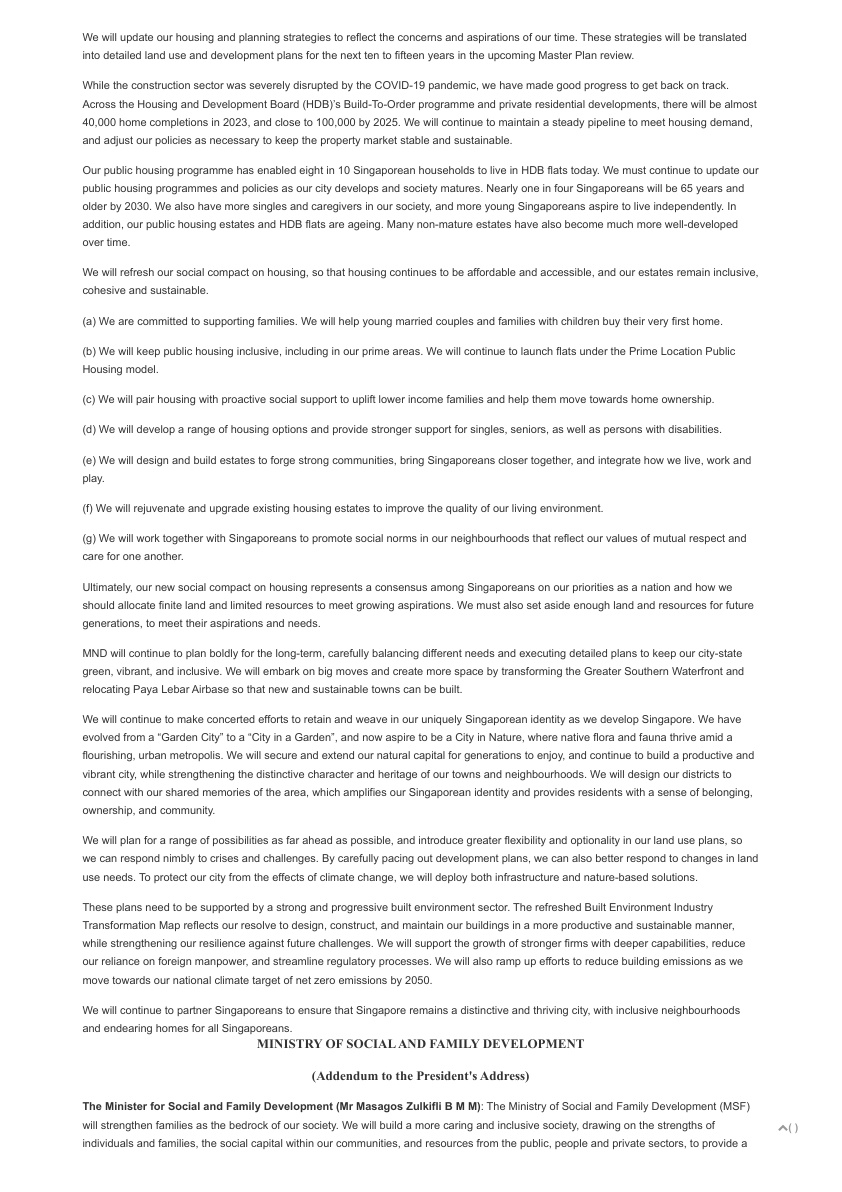 We will update our housing and planning strategies to reflect the concerns and aspirations of our time. These strategies will be translated
into detailed land use and development plans for the next ten to fifteen years in the upcoming Master Plan review.
While the construction sector was severely disrupted by the COVID-19 pandemic, we have made good progress to get back on track.
Across the Housing and Development Board (HDB)'s Build-To-Order programme and private residential developments, there will be almost
40,000 home completions in 2023, and close to 100,000 by 2025. We will continue to maintain a steady pipeline to meet housing demand,
and adjust our policies as necessary to keep the property market stable and sustainable.
Our public housing programme has enabled eight in 10 Singaporean households to live in HDB flats today. We must continue to update our
public housing programmes and policies as our city develops and society matures. Nearly one in four Singaporeans will be 65 years and
older by 2030. We also have more singles and caregivers in our society, and more young Singaporeans aspire to live independently. In
addition, our public housing estates and HDB flats are ageing. Many non-mature estates have also become much more well-developed
over time.
We will refresh our social compact on housing, so that housing continues to be affordable and accessible, and our estates remain inclusive,
cohesive and sustainable.
(a) We are committed to supporting families. We will help young married couples and families with children buy their very first home.
(b) We will keep public housing inclusive, including in our prime areas. We will continue to launch flats under the Prime Location Public
Housing model.
(c) We will pair housing with proactive social support to uplift lower income families and help them move towards home ownership.
(d) We will develop a range of housing options and provide stronger support for singles, seniors, as well as persons with disabilities.
(e) We will design and build estates to forge strong communities, bring Singaporeans closer together, and integrate how we live, work and
play.
(f) We will rejuvenate and upgrade existing housing estates to improve the quality of our living environment.
(g) We will work together with Singaporeans to promote social norms in our neighbourhoods that reflect our values of mutual respect and
care for one another.
Ultimately, our new social compact on housing represents a consensus among Singaporeans on our priorities as a nation and how we
should allocate finite land and limited resources to meet growing aspirations. We must also set aside enough land and resources for future
generations, to meet their aspirations and needs.
MND will continue to plan boldly for the long-term, carefully balancing different needs and executing detailed plans to keep our city-state
green, vibrant, and inclusive. We will embark on big moves and create more space by transforming the Greater Southern Waterfront and
relocating Paya Lebar Airbase so that new and sustainable towns can be built.
We will continue to make concerted efforts to retain and weave in our uniquely Singaporean identity as we develop Singapore. We have
evolved from a “Garden City” to a “City in a Garden”, and now aspire to be a City in Nature, where native flora and fauna thrive amid a
flourishing, urban metropolis. We will secure and extend our natural capital for generations to enjoy, and continue to build a productive and
vibrant city, while strengthening the distinctive character and heritage of our towns and neighbourhoods. We will design our districts to
connect with our shared memories of the area, which amplifies our Singaporean identity and provides residents with a sense of belonging,
ownership, and community.
We will plan for a range of possibilities as far ahead as possible, and introduce greater flexibility and optionality in our land use plans, so
we can respond nimbly to crises and challenges. By carefully pacing out development plans, we can also better respond to changes in land
use needs. To protect our city from the effects of climate change, we will deploy both infrastructure and nature-based solutions.
These plans need to be supported by a strong and progressive built environment sector. The refreshed Built Environment Industry
Transformation Map reflects our resolve to design, construct, and maintain our buildings in a more productive and sustainable manner,
while strengthening our resilience against future challenges. We will support the growth of stronger firms with deeper capabilities, reduce
our reliance on foreign manpower, and streamline regulatory processes. We will also ramp up efforts to reduce building emissions as we
move towards our national climate target of net zero emissions by 2050.
We will continue to partner Singaporeans to ensure that Singapore remains a distinctive and thriving city, with inclusive neighbourhoods
and endearing homes for all Singaporeans.
MINISTRY OF SOCIAL AND FAMILY DEVELOPMENT
(Addendum to the President's Address)
The Minister for Social and Family Development (Mr Masagos Zulkifli B M M): The Ministry of Social and Family Development (MSF)
will strengthen families as the bedrock of our society. We will build a more caring and inclusive society, drawing on the strengths of
individuals and families, the social capital within our communities, and resources from the public, people and private sectors, to provide a
( )